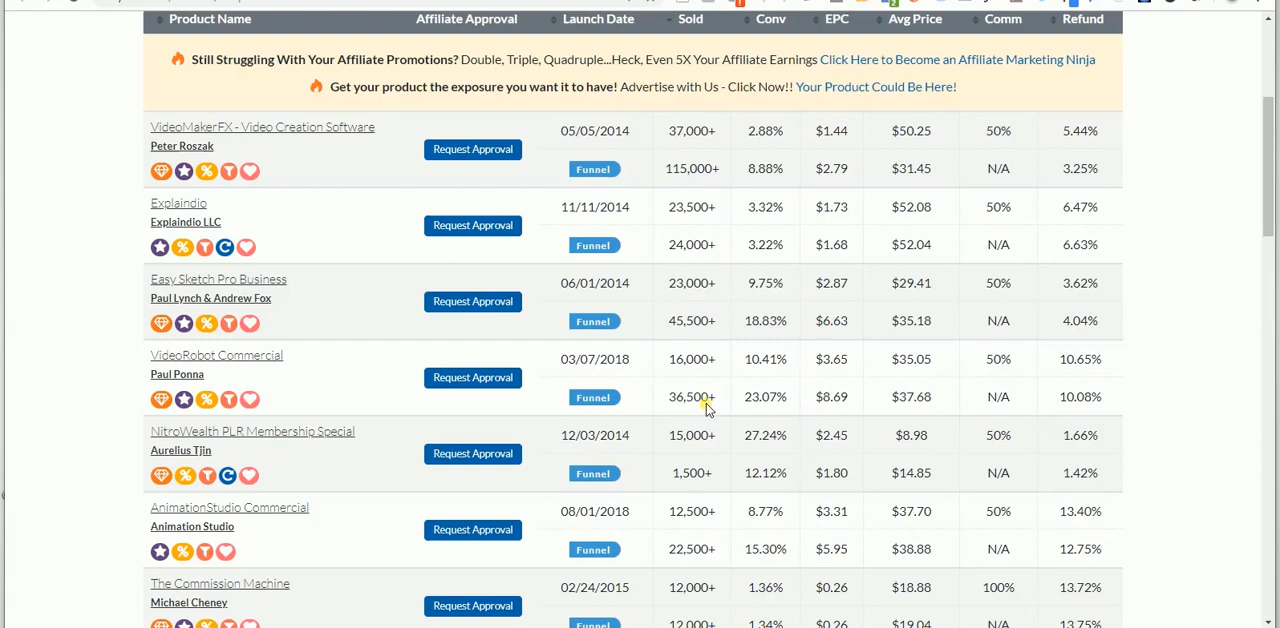 Product Name Affiliate Approval Launch Date Sold Conv EPC Avg Price Comm Refund
Still Struggling With Your Affiliate Promotions? Double, Triple, Quadruple...Heck, Even 5X Your Affiliate Earnings Click Here to Become an Affiliate Marketing Ninja
Get your product the exposure you want it to have! Advertise with Us - Click Now!! Your Product Could Be Here!
VideoMakerFX - Video Creation Software 05/05/2014 37,000+ 2.88% $1.44 $50.25 50% 5.44%
Peter Roszak Request Approval
Funnel 115,000+ 8.88% $2.79 $31.45 N/A 3.25%
Explaindio 11/11/2014 23,500+ 3.32% $1.73 $52.08 50% 6.47%
Explaindio LLC Request Approval
Funnel 24,000+ 3.22% $1.68 $52.04 N/A 6.63%
Easy Sketch Pro Business 06/01/2014 23,000+ 9.75% $2.87 $29.41 50% 3.62%
Paul Lynch & Andrew Fox Request Approval
Funnel 45,500+ 18.83% $6.63 $35.18 N/A 4.04%
VideoRobot Commercial 03/07/2018 16,000+ 10.41% $3.65 $35.05 50% 10.65%
Paul Ponna Request Approval
Funnel 36,500+ 23.07% $8.69 $37.68 N/A 10.08%
NitroWealth PLR Membership Special 12/03/2014 15,000+ 27.24% $2.45 $8.98 50% 1.66%
Aurelius Tjin Request Approval
Funnel 1,500+ 12.12% $1.80 $14.85 N/A 1.42%
AnimationStudio Commercial 08/01/2018 12,500+ 8.77% $3.31 $37.70 50% 13.40%
Animation Studio Request Approval
Funnel 22,500+ 15.30% $5.95 $38.88 N/A 12.75%
The Commission Machine 02/24/2015 12,000+ 1.36% $0.26 $18.88 100% 13.72%
Michael Cheney Request Approval
Funnel 12,000+ 1.34% $0.26 $19.04 N/A 13.75%